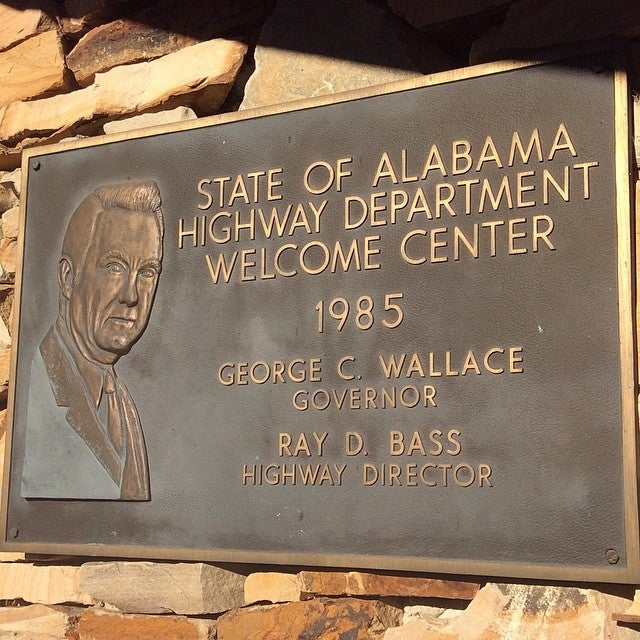 STATE OF ALABAMA
HIGHWAY DEPARTMENT
WELCOME CENTER
1985
GEORGE C. WALLACE
GOVERNOR
RAY D. BASS
HIGHWAY DIRECTOR